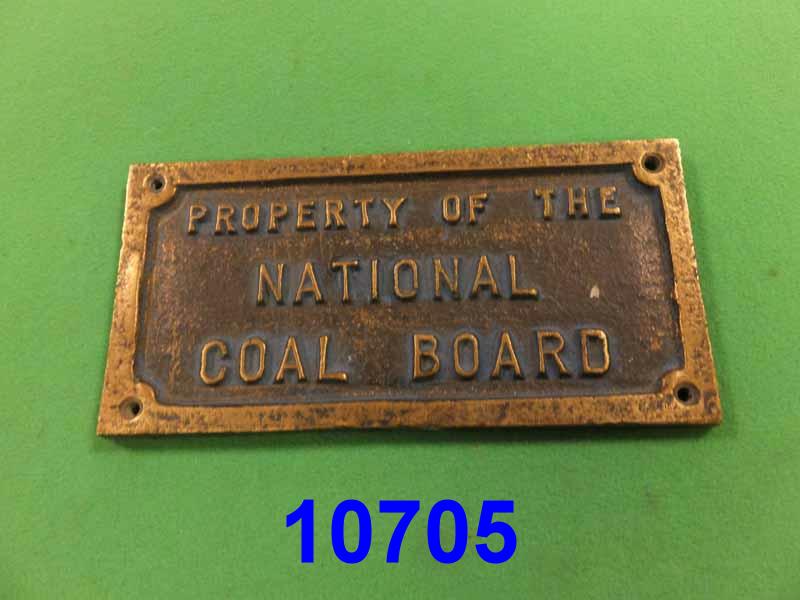 PROPERTY OF THE
NATIONAL
COAL BOARD
10705